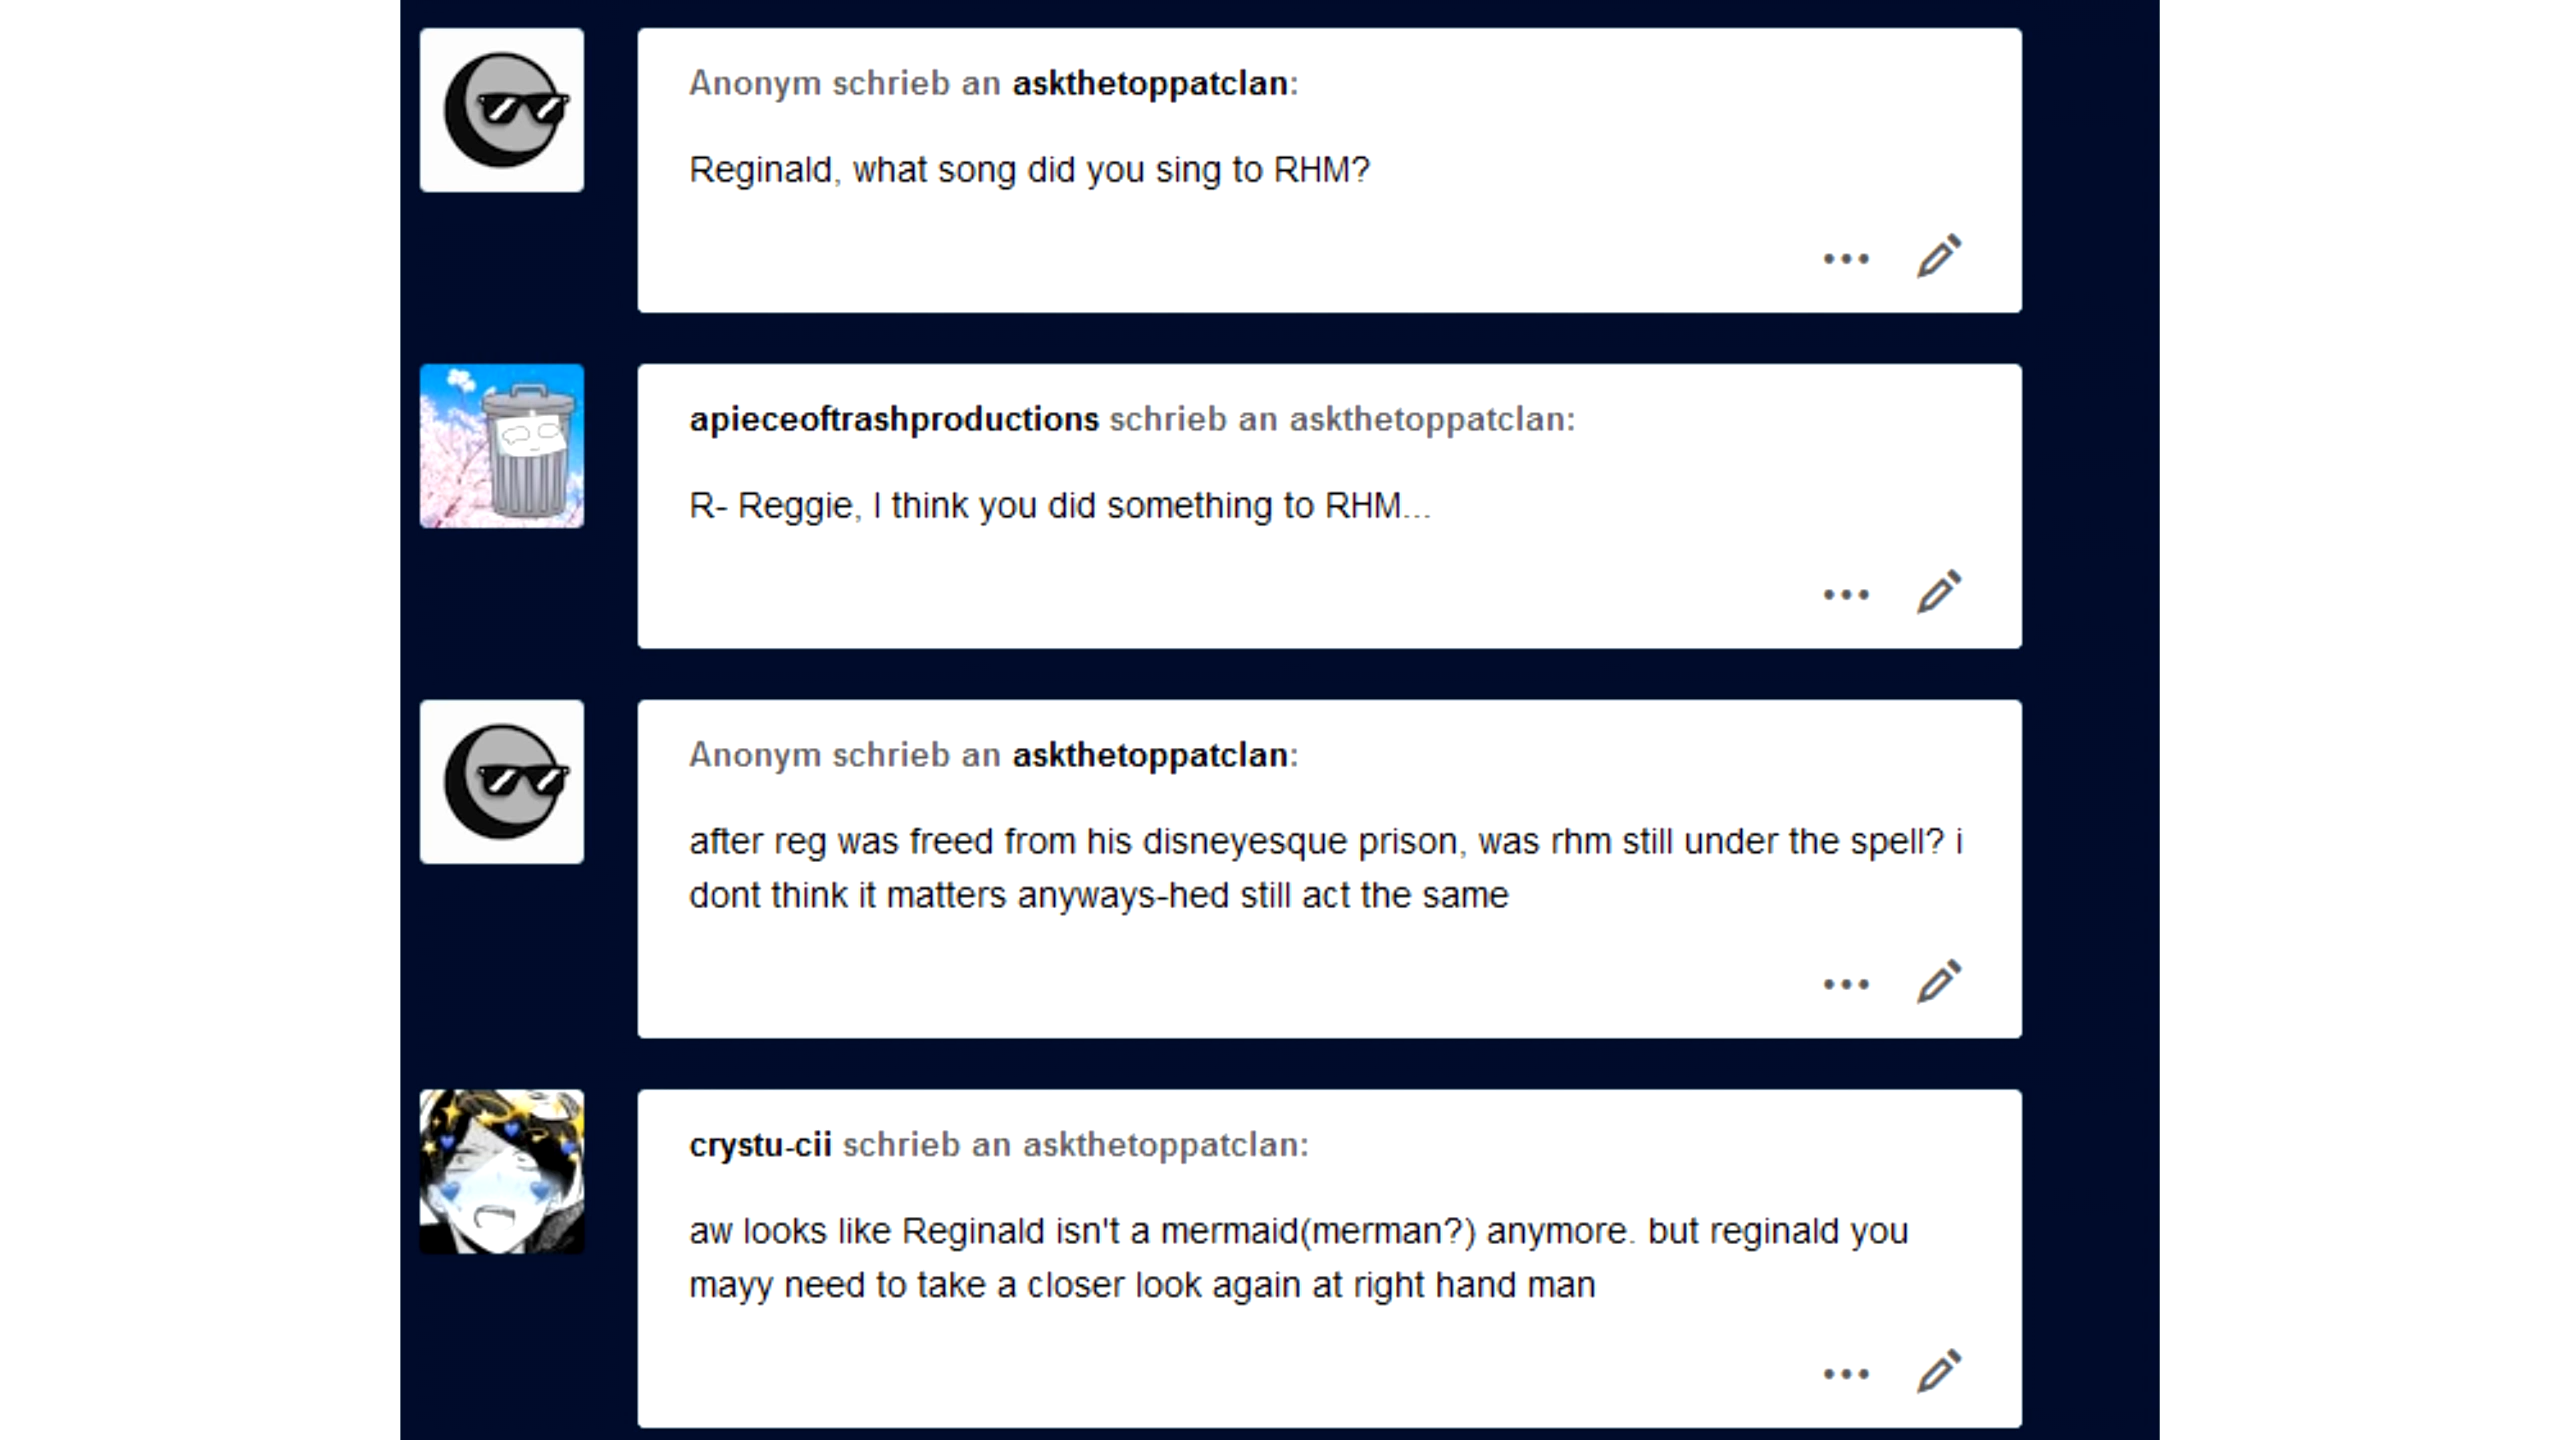 Anonym schrieb an askthetoppatclan:
Reginald, what song did you sing to RHM?
apieceoftrashproductions schrieb an askthetoppatclan:
R- Reggie, I think you did something to RHM...
Anonym schrieb an askthetoppatclan:
after reg was freed from his disneyesque prison, was rhm still under the spell? i
dont think it matters anyways-hed still act the same
crystu-cii schrieb an askthetoppatclan:
aw looks like Reginald isn't a mermaid(merman?) anymore. but reginald you
mayy need to take a closer look again at right hand man